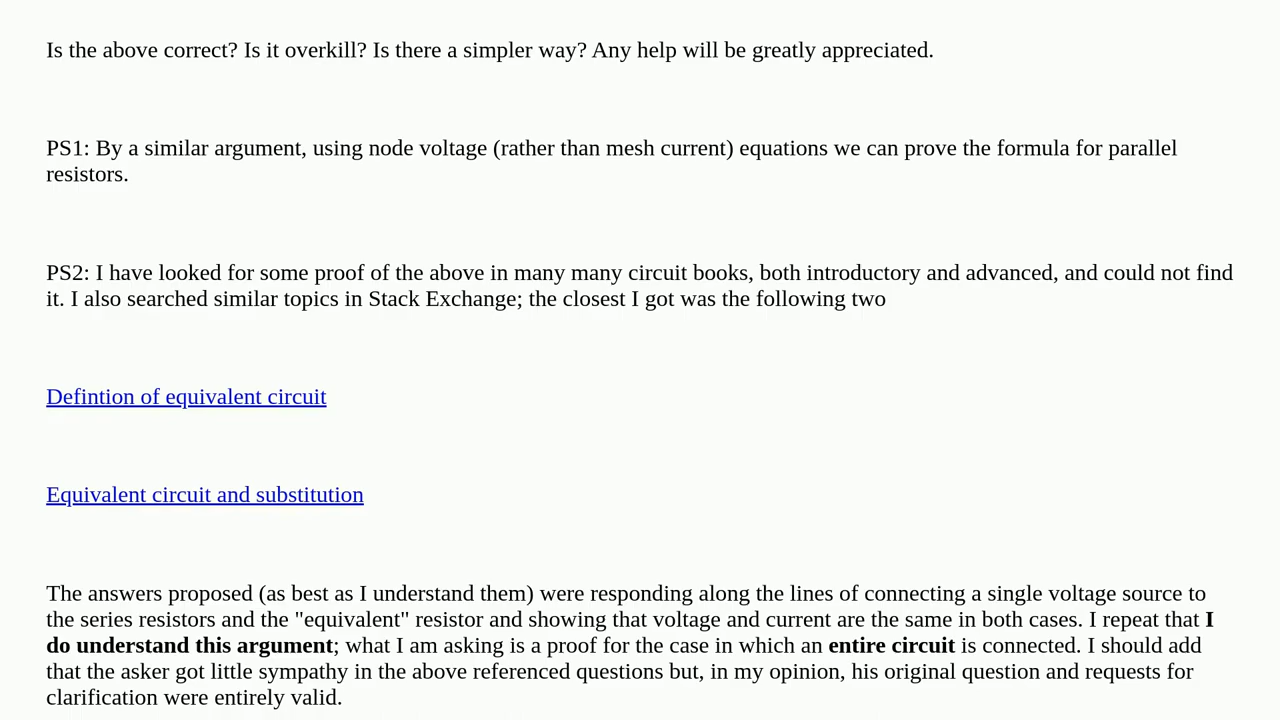 Is the above correct? Is it overkill? Is there a simpler way? Any help will be greatly appreciated.
PS1: By a similar argument, using node voltage (rather than mesh current) equations we can prove the formula for parallel
resistors.
PS2: I have looked for some proof of the above in many many circuit books, both introductory and advanced, and could not find
it. I also searched similar topics in Stack Exchange; the closest I got was the following two
Defintion of equivalent circuit
Equivalent circuit and substitution
The answers proposed (as best as I understand them) were responding along the lines of connecting a single voltage source to
the series resistors and the "equivalent" resistor and showing that voltage and current are the same in both cases. I repeat that I
do understand this argument; what I am asking is a proof for the case in which an entire circuit is connected. I should add
that the asker got little sympathy in the above referenced questions but, in my opinion, his original question and requests for
clarification were entirely valid.